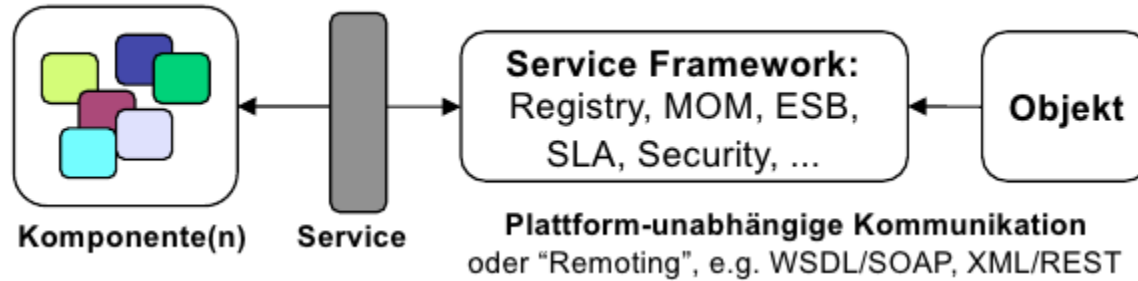 Service Framework:
Registry, MOM, ESB,
SLA, Security, ...
Objekt
Komponente(n)
Service
Plattform-unabhängige Kommunikation
oder “Remoting”, e.g. WSDL/SOAP, XML/REST